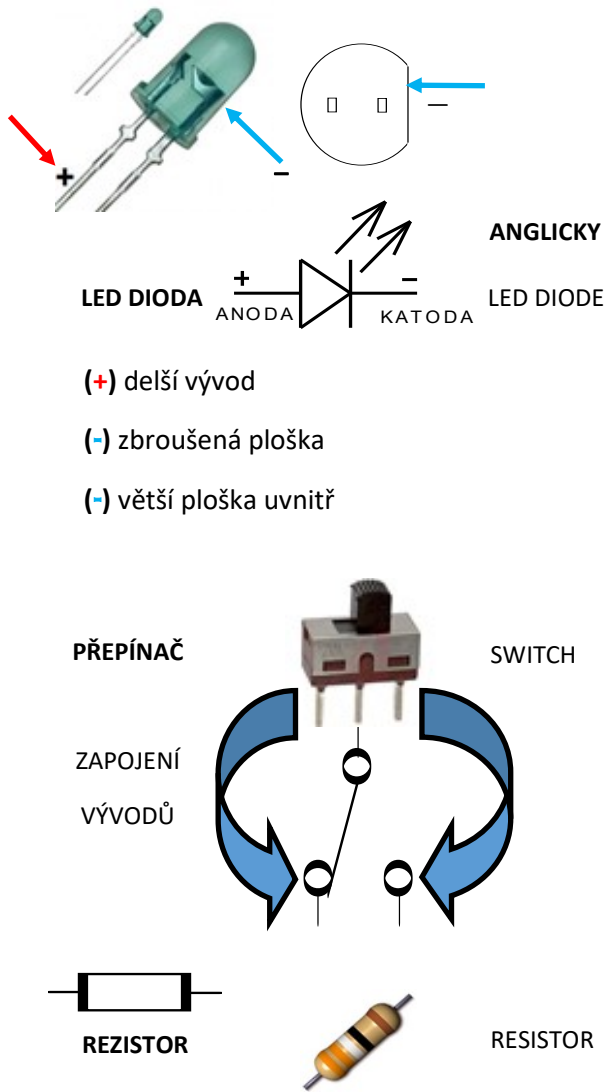 +
-
—
ANGLICKY
LED DIODA
+
-
ANODA
KATODA
LED DIODE
(+) delší vývod
(-) zbroušená ploška
(-) větší ploška uvnitř
PŘEPÍNAČ
SWITCH
ZAPOJENÍ
VÝVODŮ
REZISTOR
RESISTOR